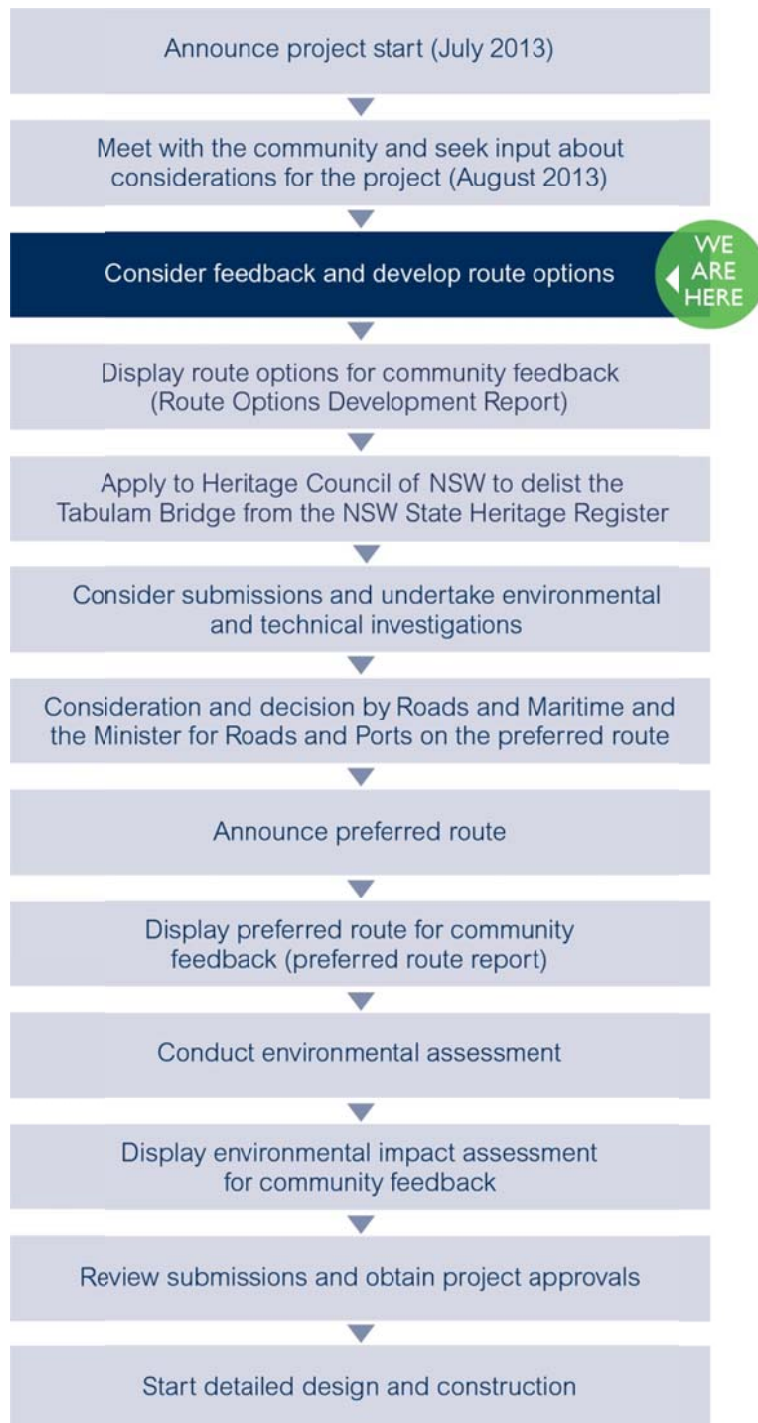 Announce project start (July 2013)
Meet with the community and seek input about
considerations for the project (August 2013)
Consider feedback and develop route options
WE
ARE
HERE
Display route options for community feedback
(Route Options Development Report)
Apply to Heritage Council of NSW to delist the
Tabulam Bridge from the NSW State Heritage Register
Consider submissions and undertake environmental
and technical investigations
Consideration and decision by Roads and Maritime and
the Minister for Roads and Ports on the preferred route
Announce preferred route
Display preferred route for community
feedback (preferred route report)
Conduct environmental assessment
Display environmental impact assessment
for community feedback
Review submissions and obtain project approvals
Start detailed design and construction